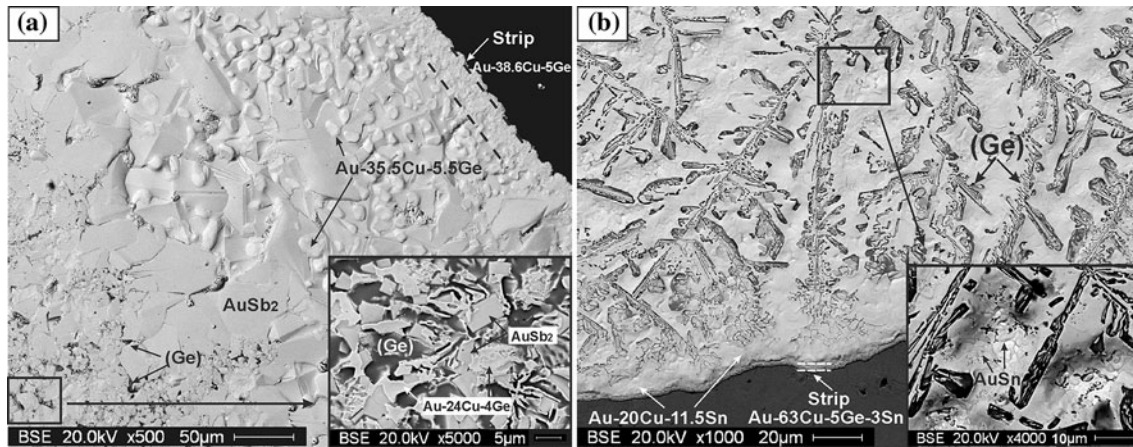 (a)
Strip
Au-38.6Cu-5Ge
Au-35.5Cu-5.5Ge
AuSb2
(Ge)
AuSb2
(Ge)
Au-24Cu-4Ge
BSE 20.0kV x500 50µm
BSE 20.0kV x5000 5µm
(b)
(Ge)
AuSn
Au-20Cu-11.5Sn
Strip
Au-63Cu-5Ge-3Sn
BSE 20.0kV x1000 20µm
BSE 20.0kV x4000 10µm